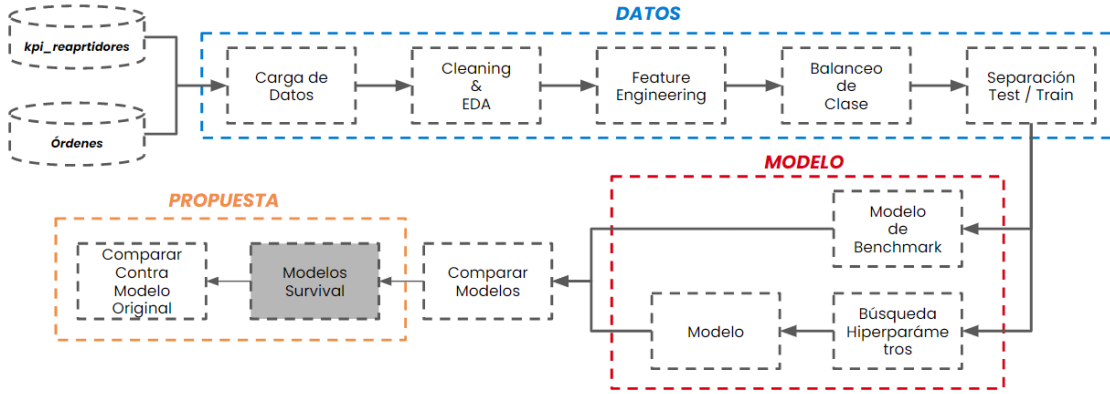 kpi_reaprtidores
Órdenes
DATOS
Carga de
Datos
Cleaning
&
EDA
Feature
Engineering
Balanceo
de
Clase
Separación
Test / Train
MODELO
Modelo
de
Benchmark
Búsqueda
Hiperparáme
tros
Modelo
Comparar
Modelos
PROPUESTA
Modelos
Survival
Comparar
Contra
Modelo
Original